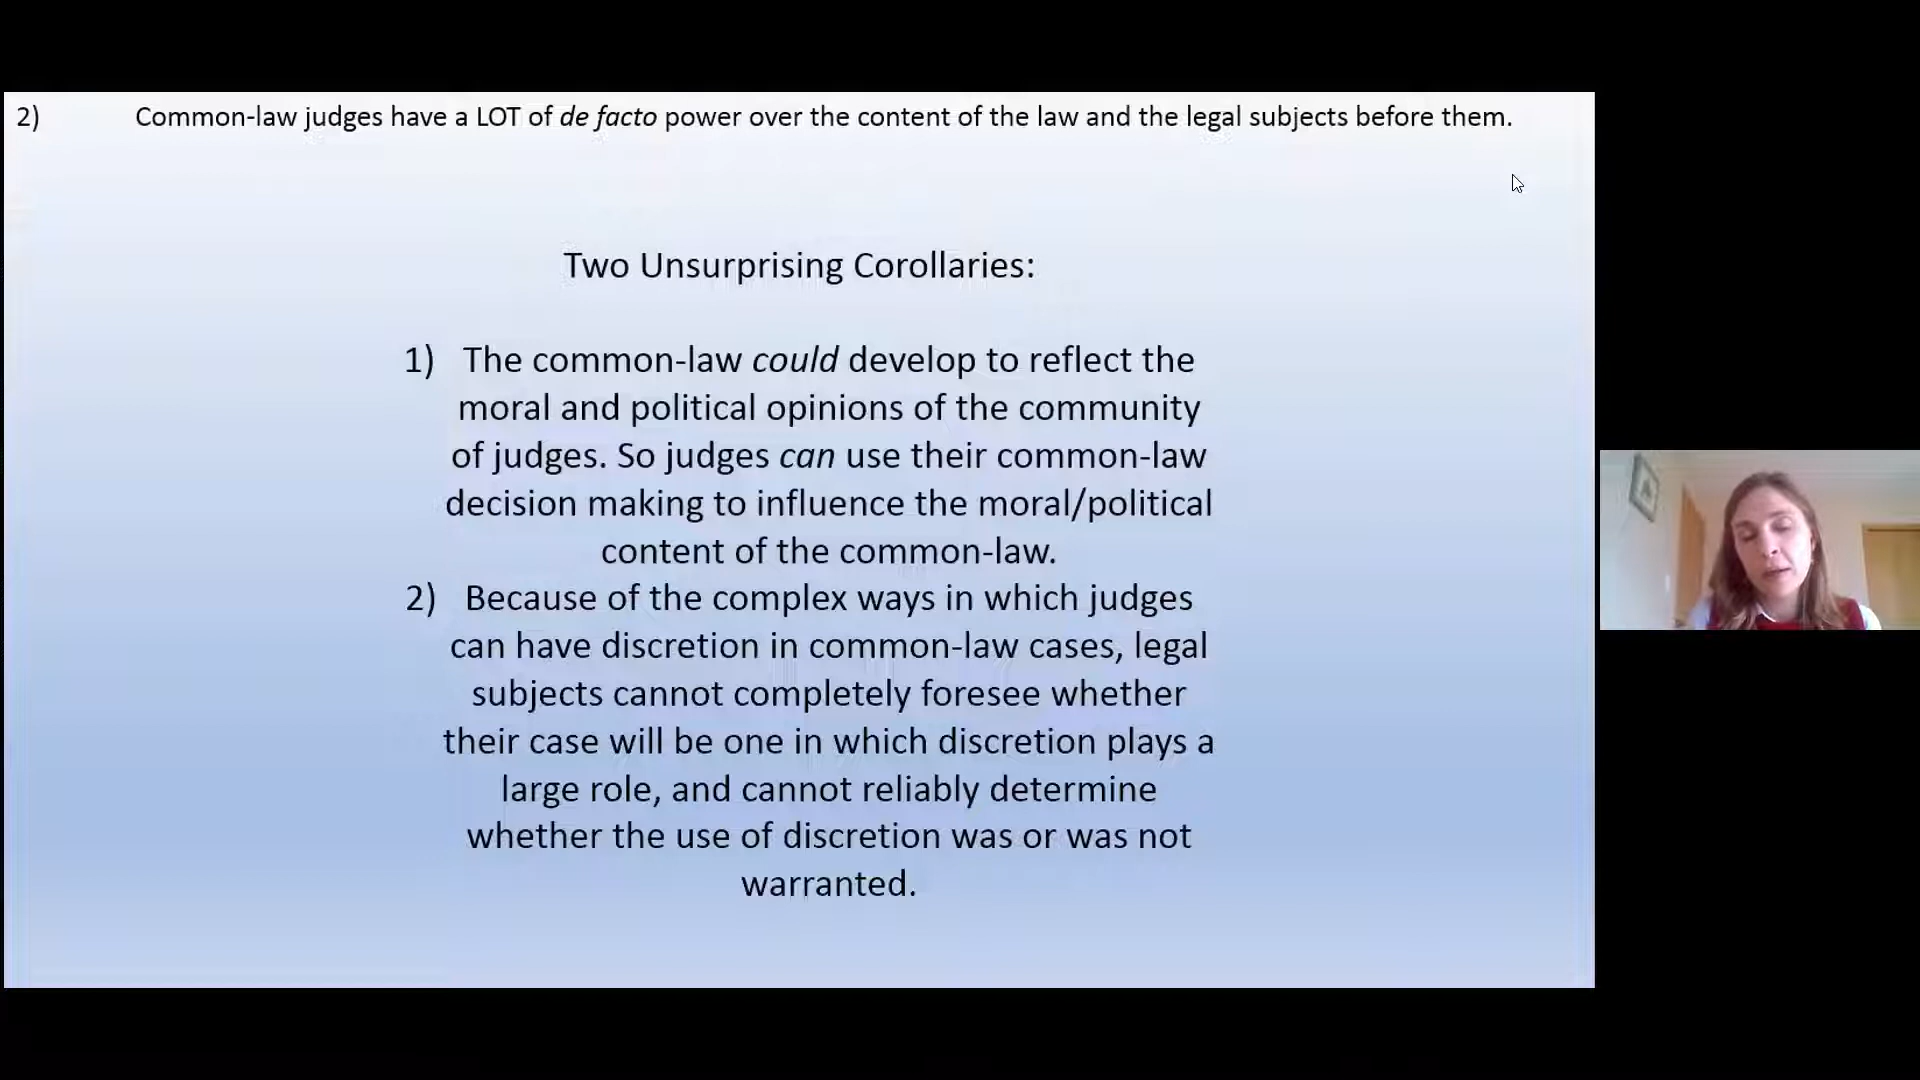 2) Common-law judges have a LOT of de facto power over the content of the law and the legal subjects before them.
Two Unsurprising Corollaries:
1) The common-law could develop to reflect the
moral and political opinions of the community
of judges. So judges can use their common-law
decision making to influence the moral/political
content of the common-law.
2) Because of the complex ways in which judges
can have discretion in common-law cases, legal
subjects cannot completely foresee whether
their case will be one in which discretion plays a
large role, and cannot reliably determine
whether the use of discretion was or was not
warranted.